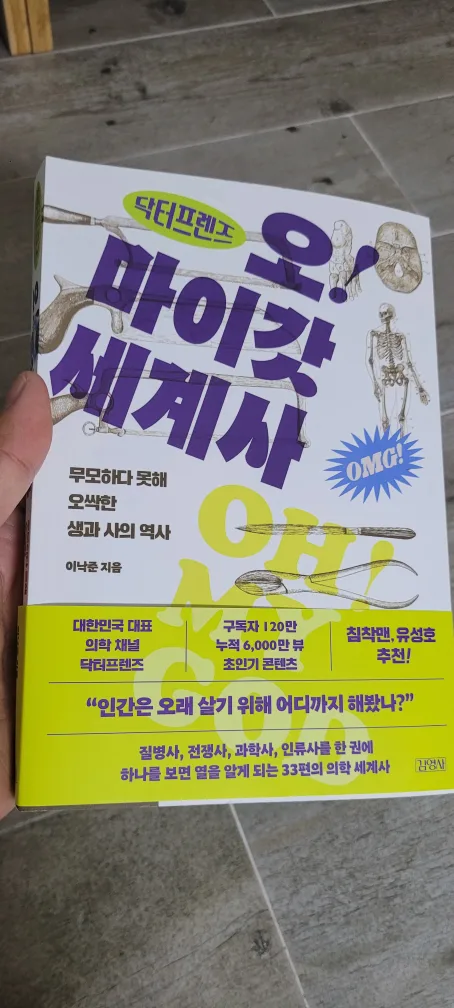 닥터프렌즈
오!
마이갓
세계사
OMG!
무모하다 못해
오싹한
생과 사의 역사
이낙준 지음
OH!
MY
GOD
대한민국 대표
의학 채널
닥터프렌즈
구독자 120만
누적 6,000만 뷰
초인기 콘텐츠
침착맨, 유성호
추천!
“인간은 오래 살기 위해 어디까지 해봤나?”
질병사, 전쟁사, 과학사, 인류사를 한 권에
하나를 보면 열을 알게 되는 33편의 의학 세계사
김영사